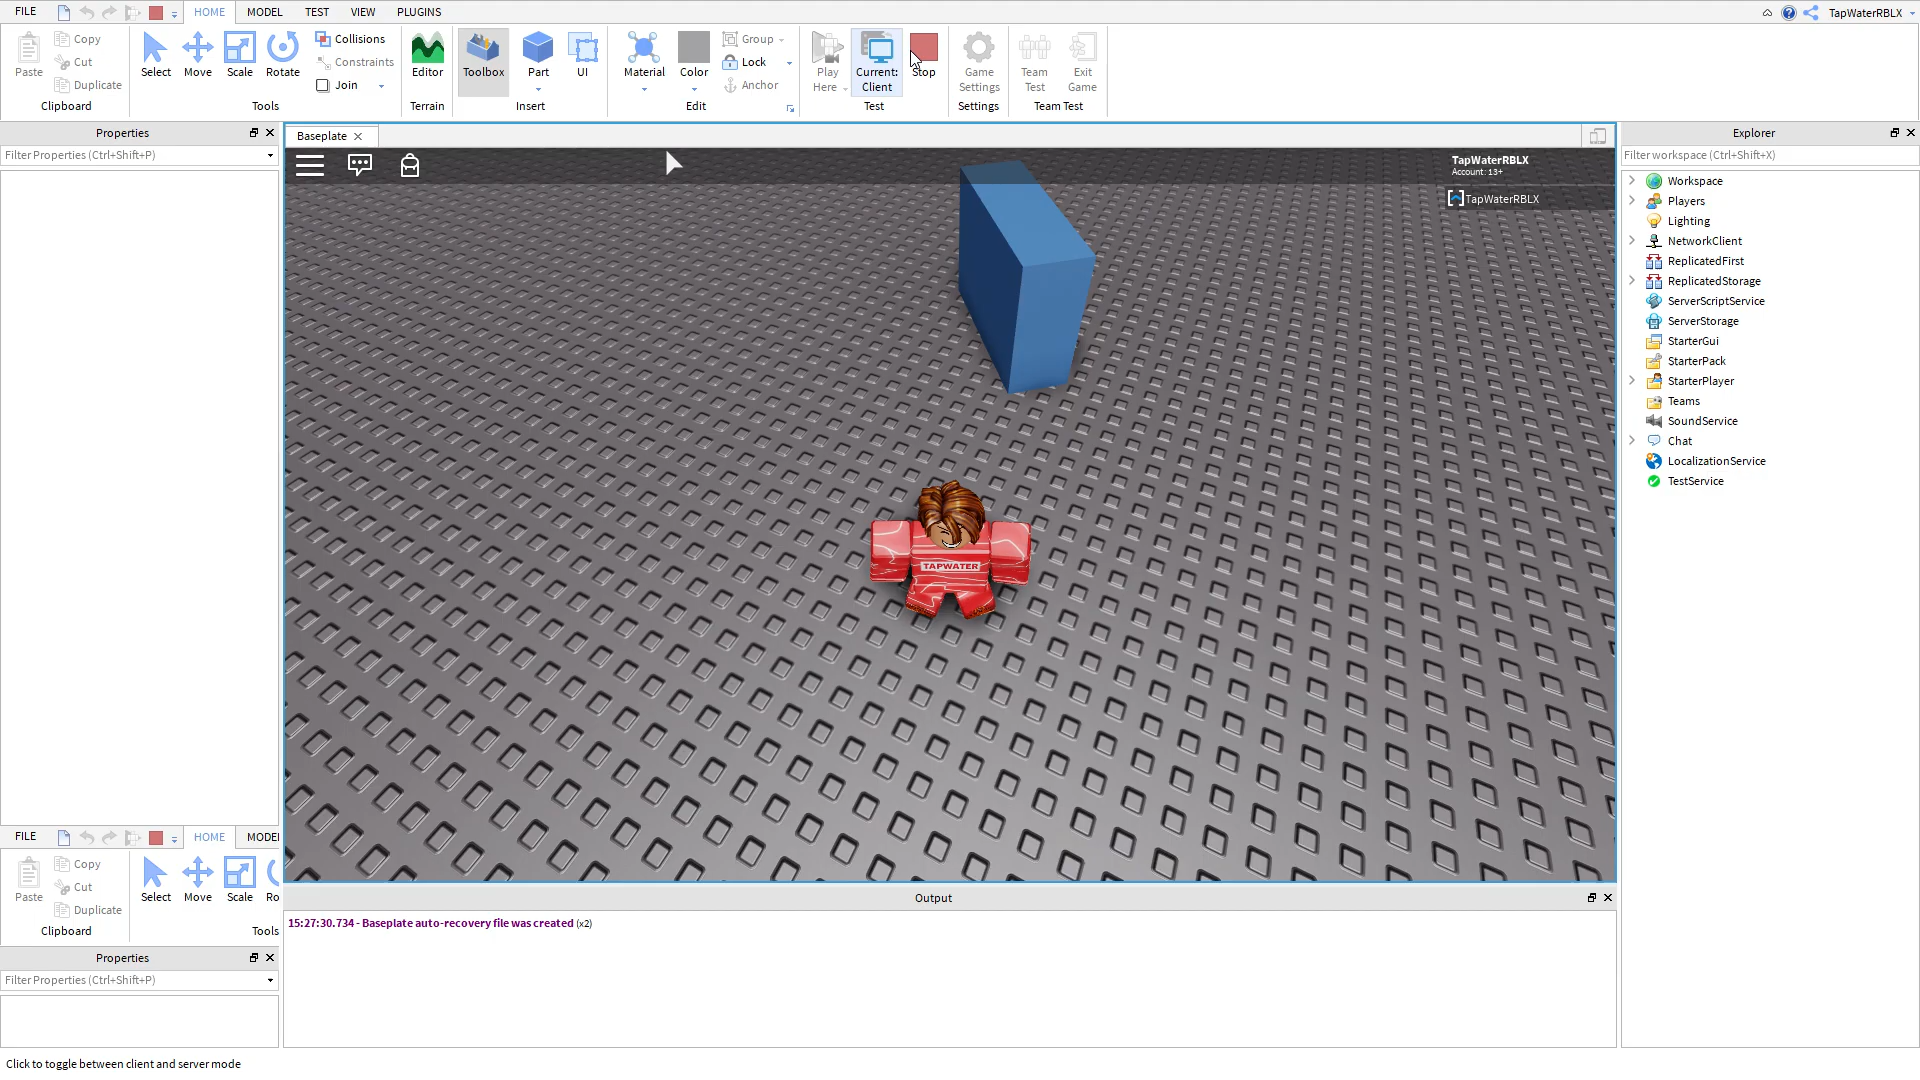 FILE
HOME
MODEL
TEST
VIEW
PLUGINS
TapWaterRBLX
Paste
Copy
Cut
Duplicate
Clipboard
Select
Move
Scale
Rotate
Collisions
Constraints
Join
Tools
Editor
Terrain
Toolbox
Part
UI
Insert
Material
Color
Group
Lock
Anchor
Edit
Play
Here
Current:
Client
Stop
Test
Game
Settings
Settings
Team
Test
Exit
Game
Team Test
Properties
Filter Properties (Ctrl+Shift+P)
Baseplate
TapWaterRBLX
Account: 13+
TapWaterRBLX
TAPWATER
Explorer
Filter workspace (Ctrl+Shift+X)
Workspace
Players
Lighting
NetworkClient
ReplicatedFirst
ReplicatedStorage
ServerScriptService
ServerStorage
StarterGui
StarterPack
StarterPlayer
Teams
SoundService
Chat
LocalizationService
TestService
FILE
HOME
MODEL
Paste
Copy
Cut
Duplicate
Clipboard
Select
Move
Scale
Ro
Tools
Properties
Filter Properties (Ctrl+Shift+P)
Output
15:27:30.734 - Baseplate auto-recovery file was created (x2)
Click to toggle between client and server mode